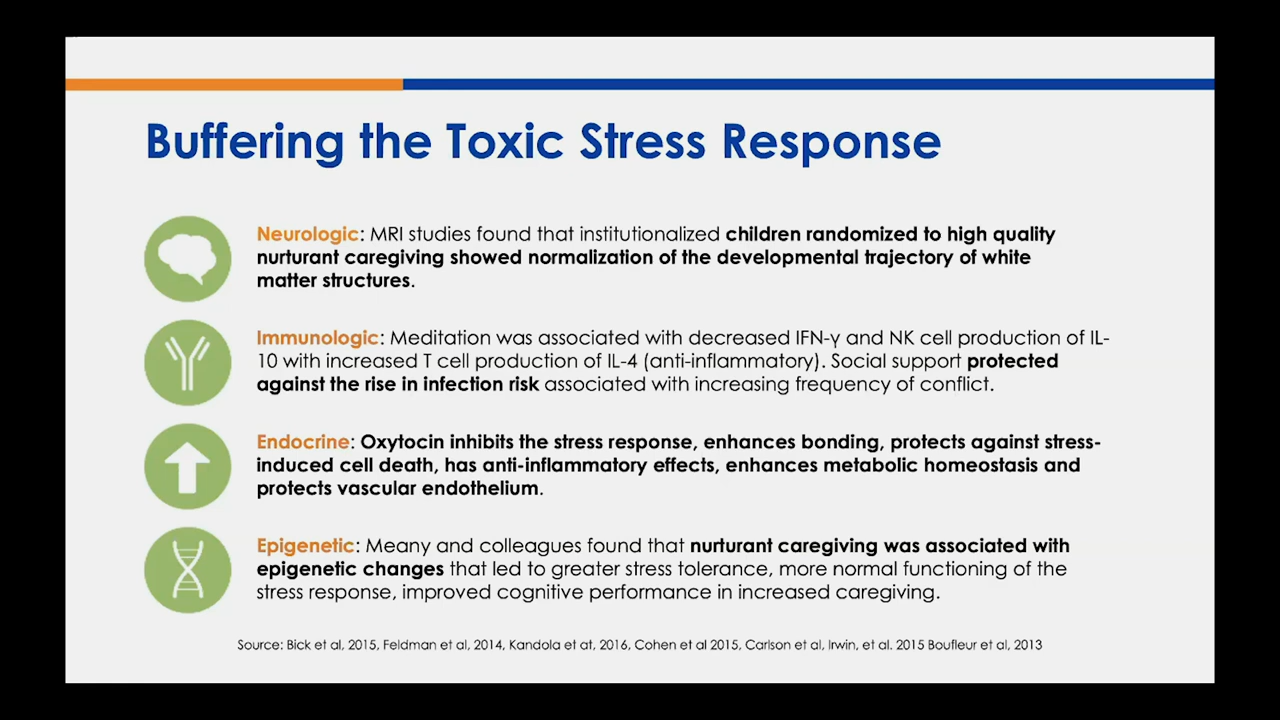 Buffering the Toxic Stress Response
Neurologic: MRI studies found that institutionalized children randomized to high quality
nurturant caregiving showed normalization of the developmental trajectory of white
matter structures.
Immunologic: Meditation was associated with decreased IFN-γ and NK cell production of IL-
10 with increased T cell production of IL-4 (anti-inflammatory). Social support protected
against the rise in infection risk associated with increasing frequency of conflict.
Endocrine: Oxytocin inhibits the stress response, enhances bonding, protects against stress-
induced cell death, has anti-inflammatory effects, enhances metabolic homeostasis and
protects vascular endothelium.
Epigenetic: Meany and colleagues found that nurturant caregiving was associated with
epigenetic changes that led to greater stress tolerance, more normal functioning of the
stress response, improved cognitive performance in increased caregiving.
Source: Bick et al, 2015, Feldman et al, 2014, Kandola et at, 2016, Cohen et al 2015, Carlson et al, Irwin, et al. 2015 Boufleur et al, 2013